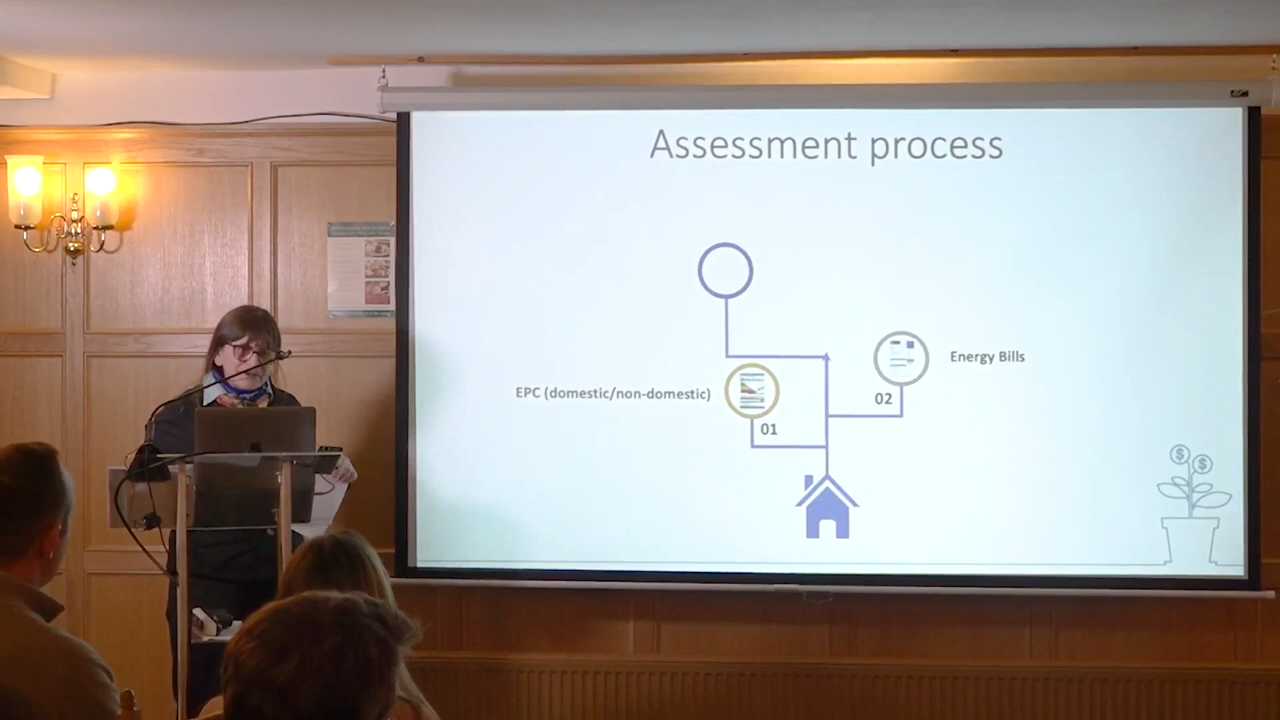 Assessment process
Energy Bills
EPC (domestic/non-domestic)
02
01
$
$